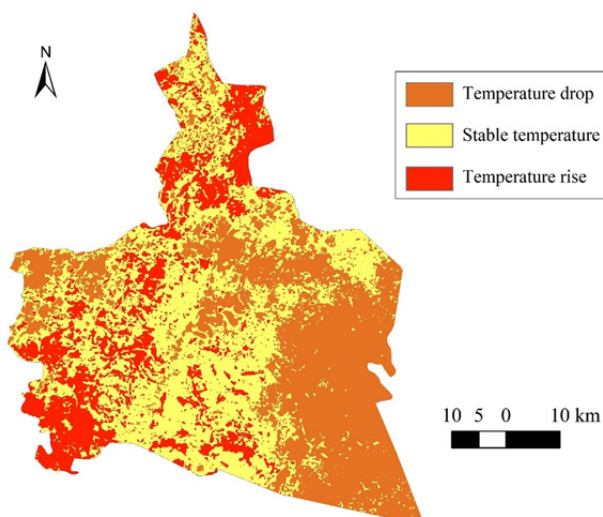 N
Temperature drop
Stable temperature
Temperature rise
10 5 0 10 km